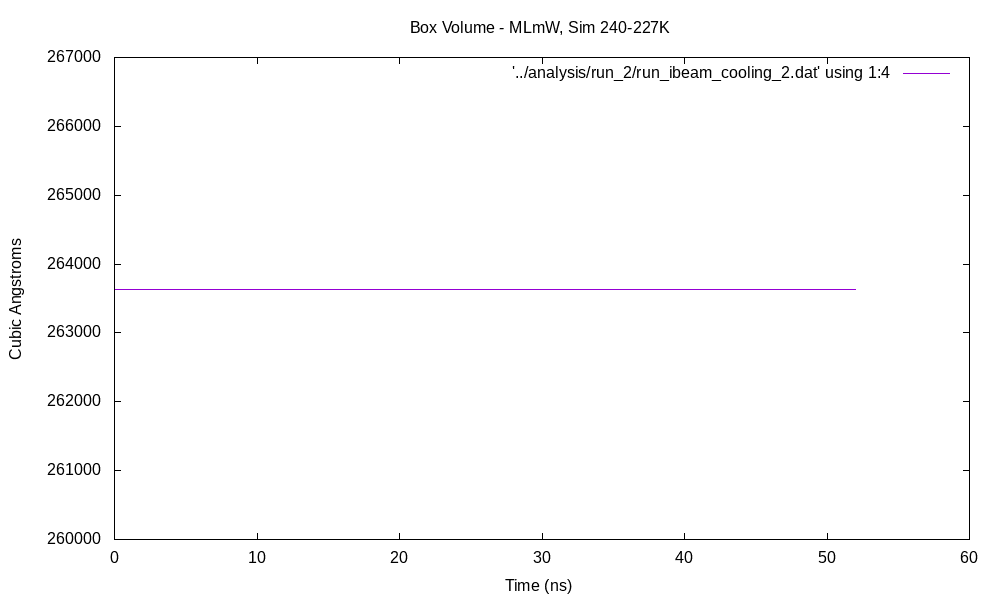 Box Volume - MLmW, Sim 240-227K
'../analysis/run_2/run_ibeam_cooling_2.dat' using 1:4
267000
266000
265000
264000
263000
262000
261000
260000
Cubic Angstroms
0 10 20 30 40 50 60
Time (ns)